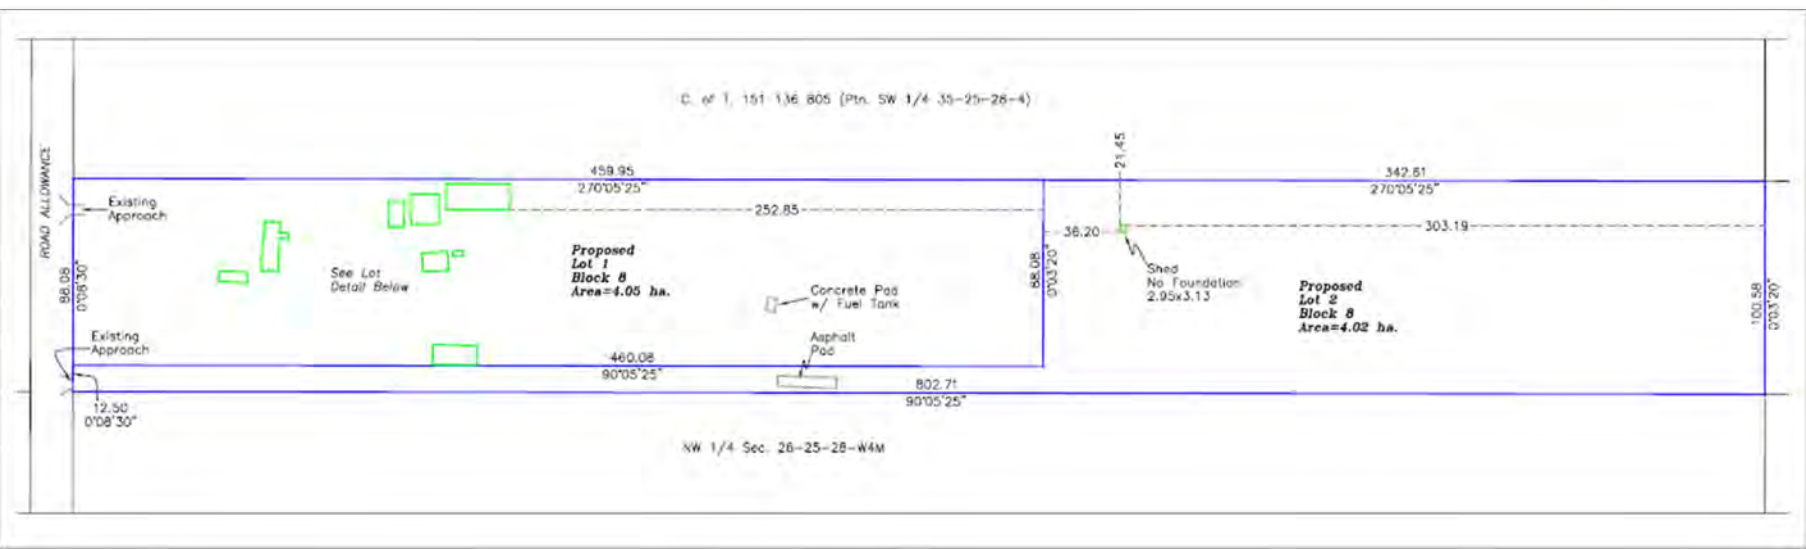 C. of T. 151 136 805 (Ptn. SW 1/4 35-25-28-4)
ROAD ALLOWANCE
Existing
Approach
459.95
270°05'25"
252.85
21.45
342.61
270°05'25"
36.20
303.19
88.08
0°08'30"
See Lot
Detail Below
Proposed
Lot 1
Block 8
Area=4.05 ha.
Concrete Pad
w/ Fuel Tank
88.08
0°03'20"
Shed
No Foundation
2.95x3.13
Proposed
Lot 2
Block 8
Area=4.02 ha.
100.58
0°03'20"
Existing
Approach
Asphalt
Pad
460.08
90°05'25"
802.71
90°05'25"
12.50
0°08'30"
NW 1/4 Sec. 26-25-28-W4M